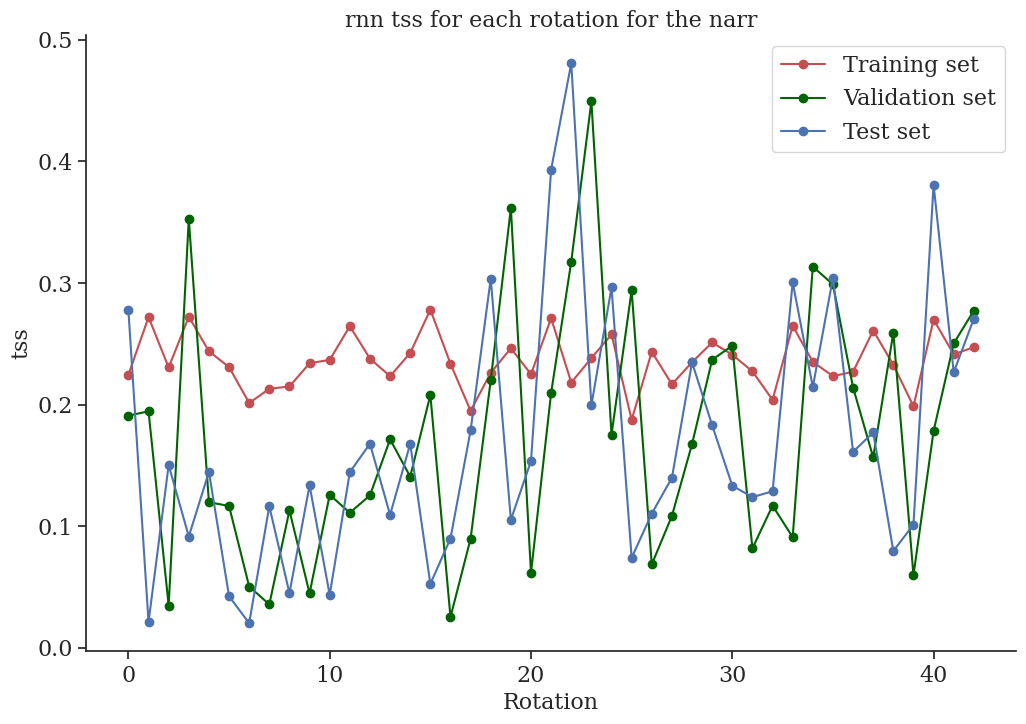 rnn tss for each rotation for the narr
Training set
Validation set
Test set
tss
0.5
0.4
0.3
0.2
0.1
0.0
0
10
20
30
40
Rotation